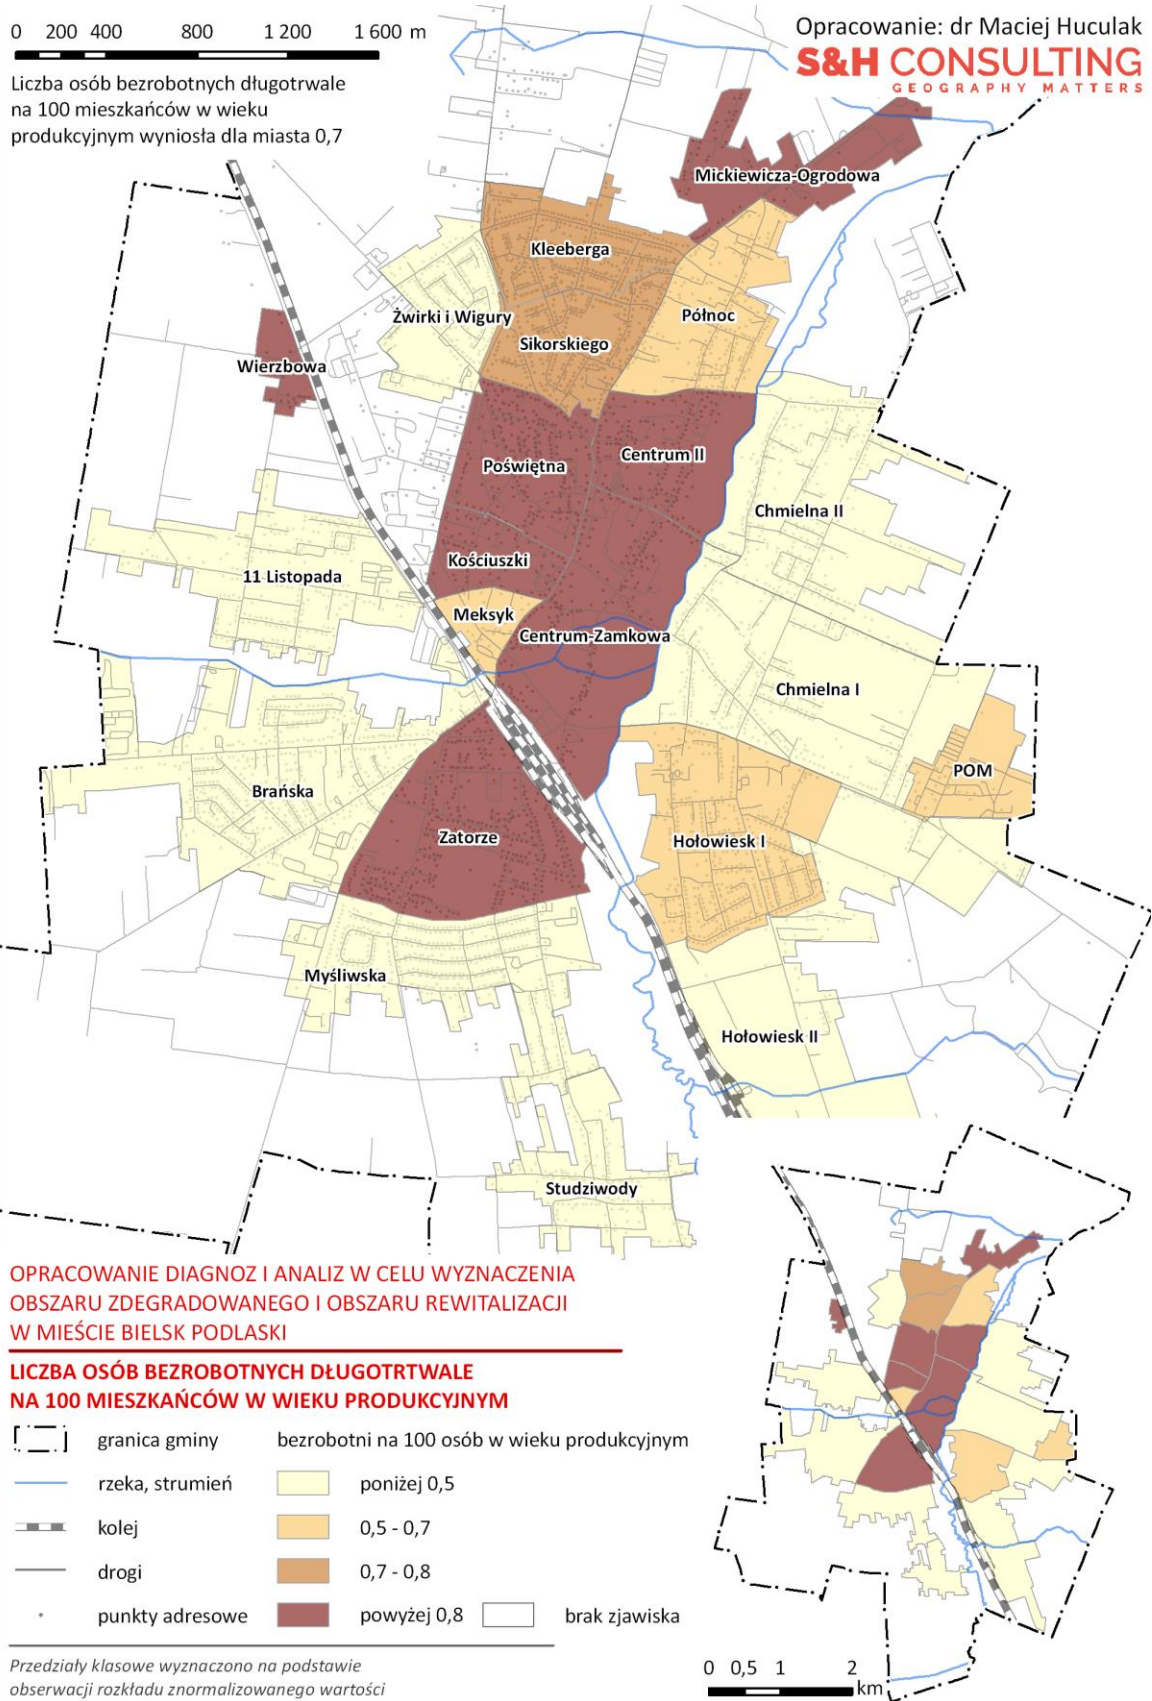 0 200 400 800 1 200 1 600 m
Liczba osób bezrobotnych długotrwale
na 100 mieszkańców w wieku
produkcyjnym wyniosła dla miasta 0,7
Opracowanie: dr Maciej Huculak
S&H CONSULTING
GEOGRAPHY MATTERS
Mickiewicza-Ogrodowa
Kleeberga
Żwirki i Wigury
Północ
Sikorskiego
Wierzbowa
Centrum II
Poświętna
Chmielna II
Kościuszki
11 Listopada
Meksyk
Centrum-Zamkowa
Chmielna I
POM
Brańska
Zatorze
Hołowiesk I
Myśliwska
Hołowiesk II
Studziwody
OPRACOWANIE DIAGNOZ I ANALIZ W CELU WYZNACZENIA
OBSZARU ZDEGRADOWANEGO I OBSZARU REWITALIZACJI
W MIEŚCIE BIELSK PODLASKI
LICZBA OSÓB BEZROBOTNYCH DŁUGOTRTWALE
NA 100 MIESZKAŃCÓW W WIEKU PRODUKCYJNYM
granica gminy bezrobotni na 100 osób w wieku produkcyjnym
rzeka, strumień poniżej 0,5
kolej 0,5 - 0,7
drogi 0,7 - 0,8
punkty adresowe powyżej 0,8 brak zjawiska
Przedziały klasowe wyznaczono na podstawie
obserwacji rozkładu znormalizowanego wartości
0 0,5 1 2
km